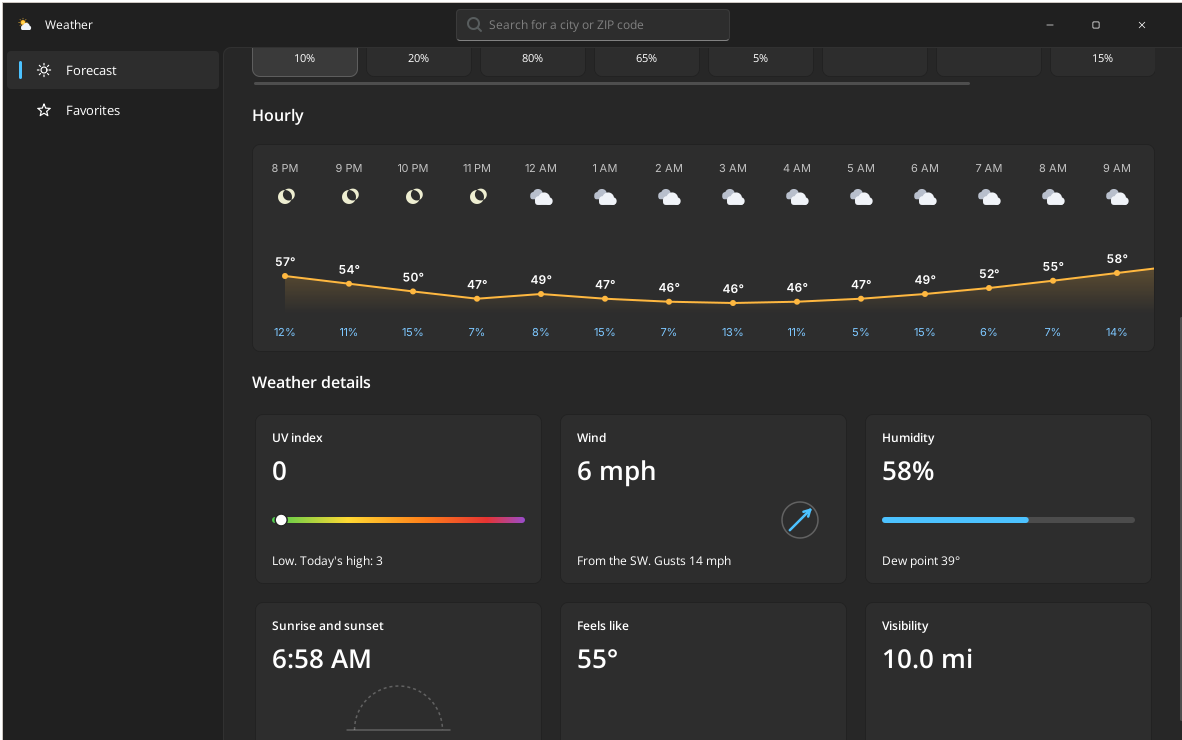 Weather
Search for a city or ZIP code
Forecast
Favorites
10% 20% 80% 65% 5% 15%
Hourly
8 PM 9 PM 10 PM 11 PM 12 AM 1 AM 2 AM 3 AM 4 AM 5 AM 6 AM 7 AM 8 AM 9 AM
57° 54° 50° 47° 49° 47° 46° 46° 46° 47° 49° 52° 55° 58°
12% 11% 15% 7% 8% 15% 7% 13% 11% 5% 15% 6% 7% 14%
Weather details
UV index
0
Low. Today's high: 3
Wind
6 mph
From the SW. Gusts 14 mph
Humidity
58%
Dew point 39°
Sunrise and sunset
6:58 AM
Feels like
55°
Visibility
10.0 mi